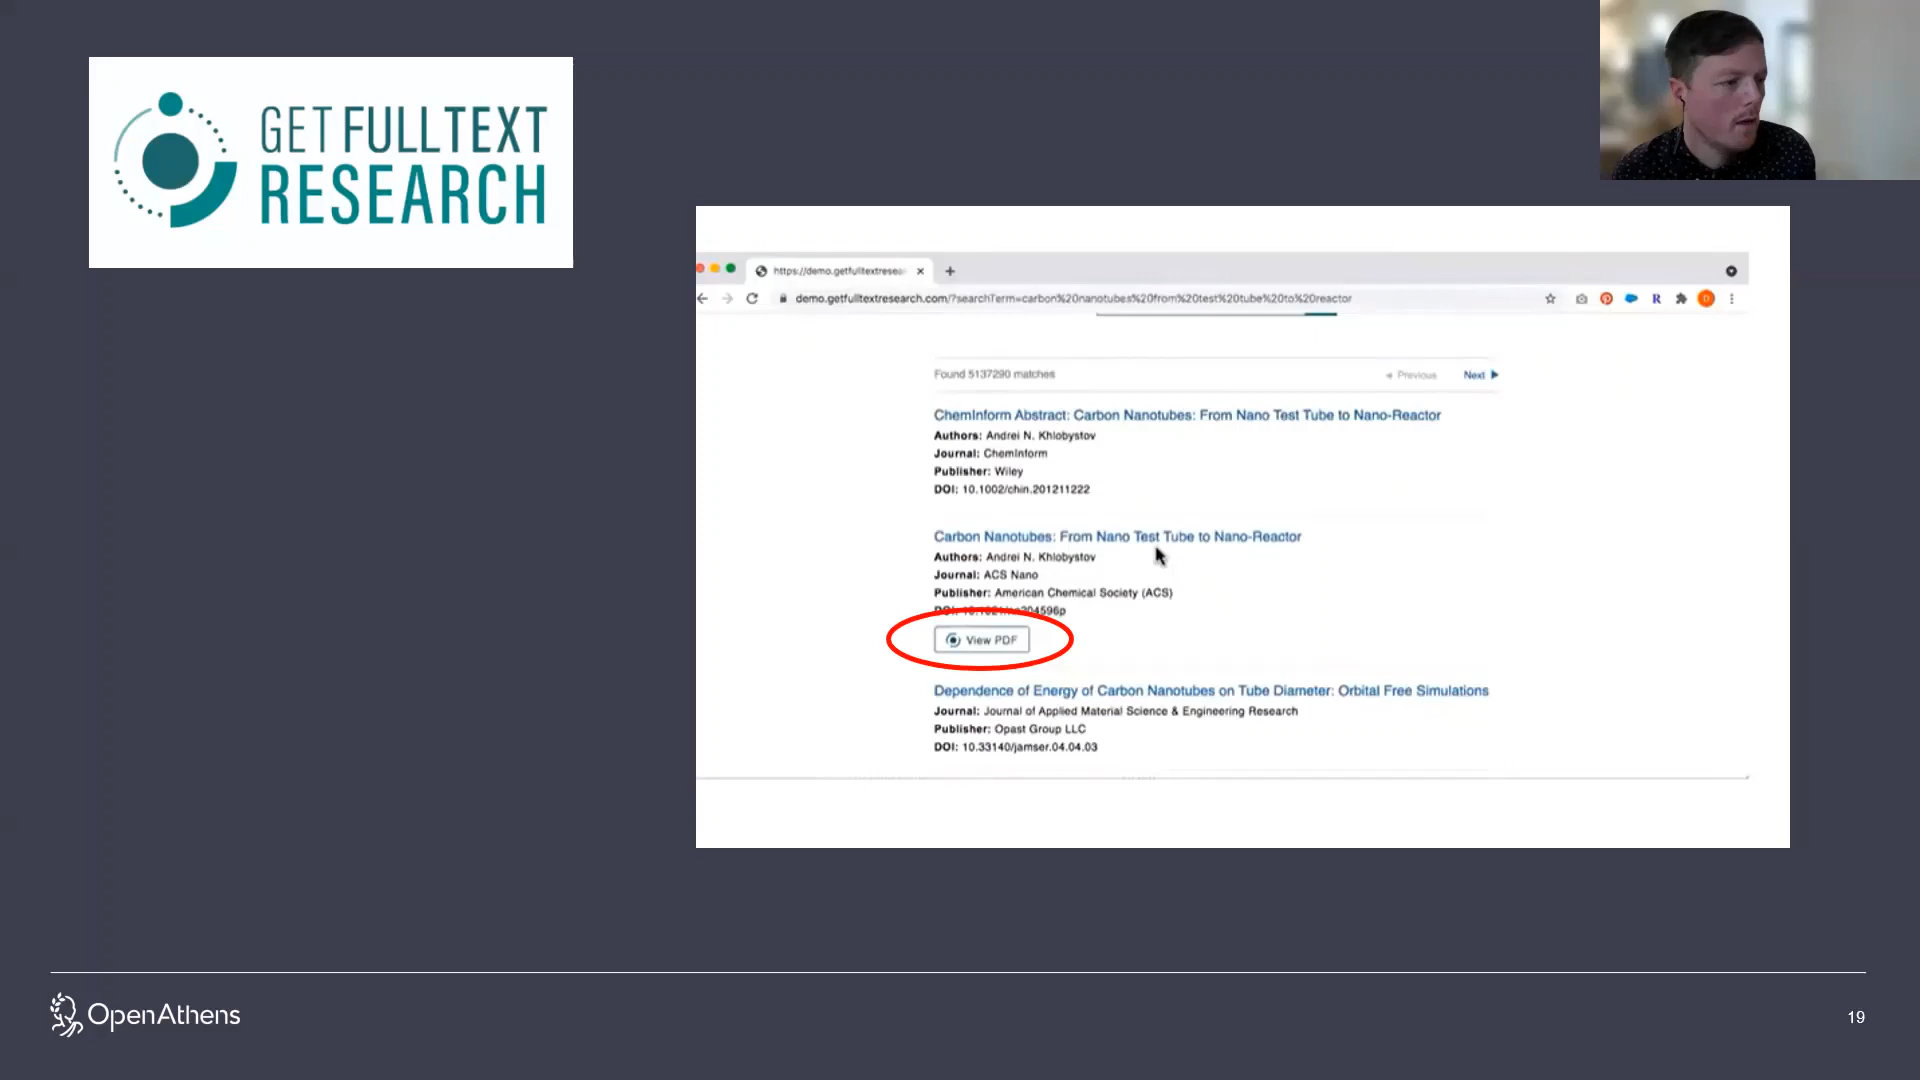 GET FULLTEXT
RESEARCH
https://demo.getfulltextresear
demo.getfulltextresearch.com/?searchTerm=carbon%20nanotubes%20from%20test%20tube%20to%20reactor
R
D
Found 5137290 matches
Previous
Next
ChemInform Abstract: Carbon Nanotubes: From Nano Test Tube to Nano-Reactor
Authors: Andrei N. Khlobystov
Journal: ChemInform
Publisher: Wiley
DOI: 10.1002/chin.201211222
Carbon Nanotubes: From Nano Test Tube to Nano-Reactor
Authors: Andrei N. Khlobystov
Journal: ACS Nano
Publisher: American Chemical Society (ACS)
DOI:
View PDF
Dependence of Energy of Carbon Nanotubes on Tube Diameter: Orbital Free Simulations
Journal: Journal of Applied Material Science & Engineering Research
Publisher: Opast Group LLC
DOI: 10.33140/jamser.04.04.03
OpenAthens
19